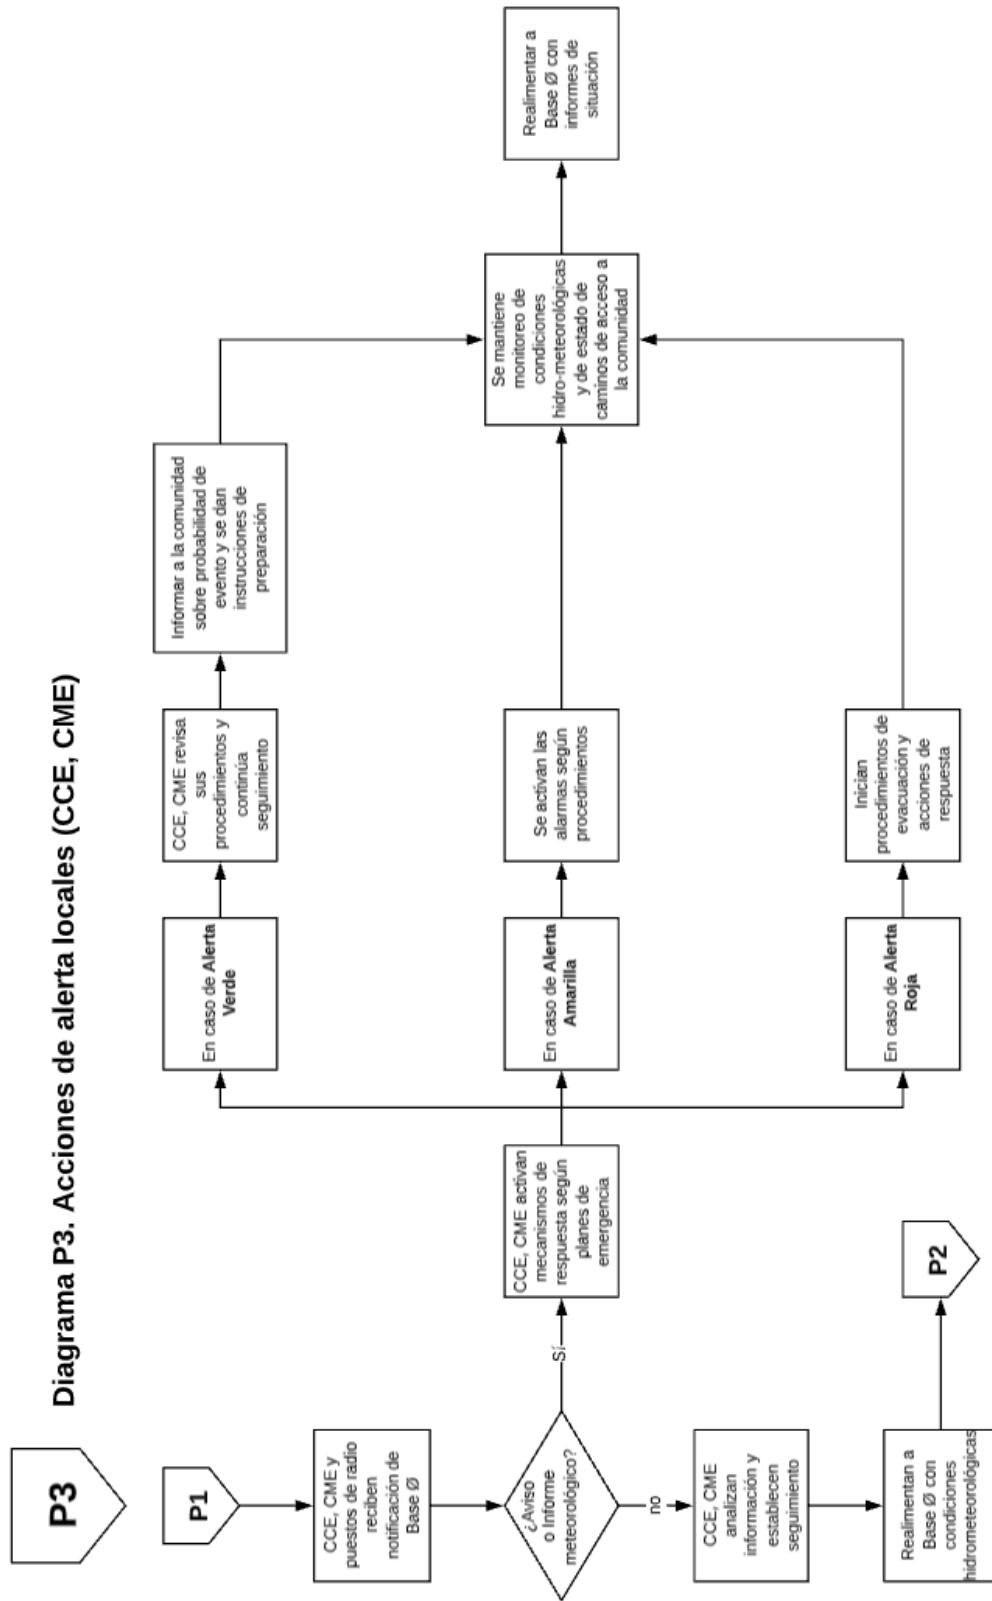 P3
Diagrama P3. Acciones de alerta locales (CCE, CME)
P1
CCE, CME y
puestos de radio
reciben
notificación de
Base Ø
¿Aviso
o Informe
meteorológico?
Sí
no
CCE, CME
analizan
información y
establecen
seguimiento
Realimentan a
Base Ø con
condiciones
hidrometeorológicas
P2
CCE, CME activan
mecanismos de
respuesta según
planes de
emergencia
En caso de Alerta
Verde
CCE, CME revisa
sus
procedimientos y
continúa
seguimiento
Informar a la comunidad
sobre probabilidad de
evento y se dan
instrucciones de
preparación
En caso de Alerta
Amarilla
Se activan las
alarmas según
procedimientos
En caso de Alerta
Roja
Inician
procedimientos de
evacuación y
acciones de
respuesta
Se mantiene
monitoreo de
condiciones
hidro-meteorológicas
y de estado de
caminos de acceso a
la comunidad
Realimentar a
Base Ø con
informes de
situación